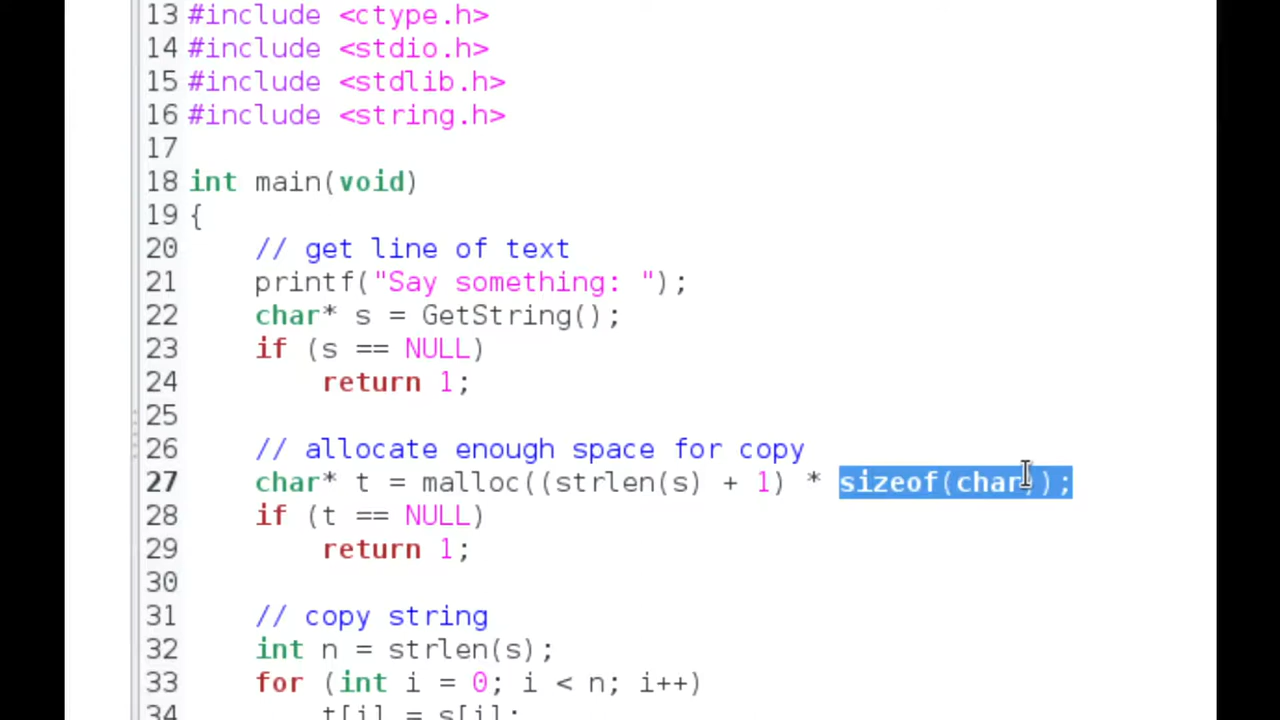 13 #include <ctype.h>
14 #include <stdio.h>
15 #include <stdlib.h>
16 #include <string.h>
17
18 int main(void)
19 {
20     // get line of text
21     printf("Say something: ");
22     char* s = GetString();
23     if (s == NULL)
24         return 1;
25
26     // allocate enough space for copy
27     char* t = malloc((strlen(s) + 1) * sizeof(char));
28     if (t == NULL)
29         return 1;
30
31     // copy string
32     int n = strlen(s);
33     for (int i = 0; i < n; i++)
34         t[i] = s[i];